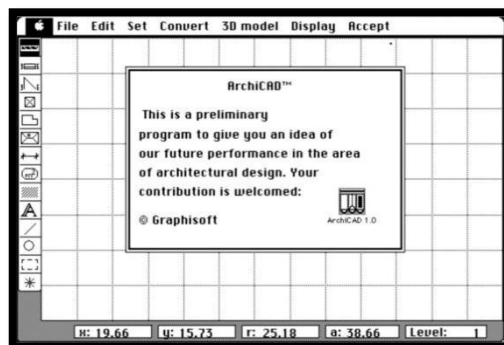 File Edit Set Convert 3D model Display Accept
ArchiCAD™
This is a preliminary
program to give you an idea of
our future performance in the area
of architectural design. Your
contribution is welcomed:
© Graphisoft
ArchiCAD 1.0
A
x: 19.66 y: 15.73 r: 25.18 a: 38.66 Level: 1